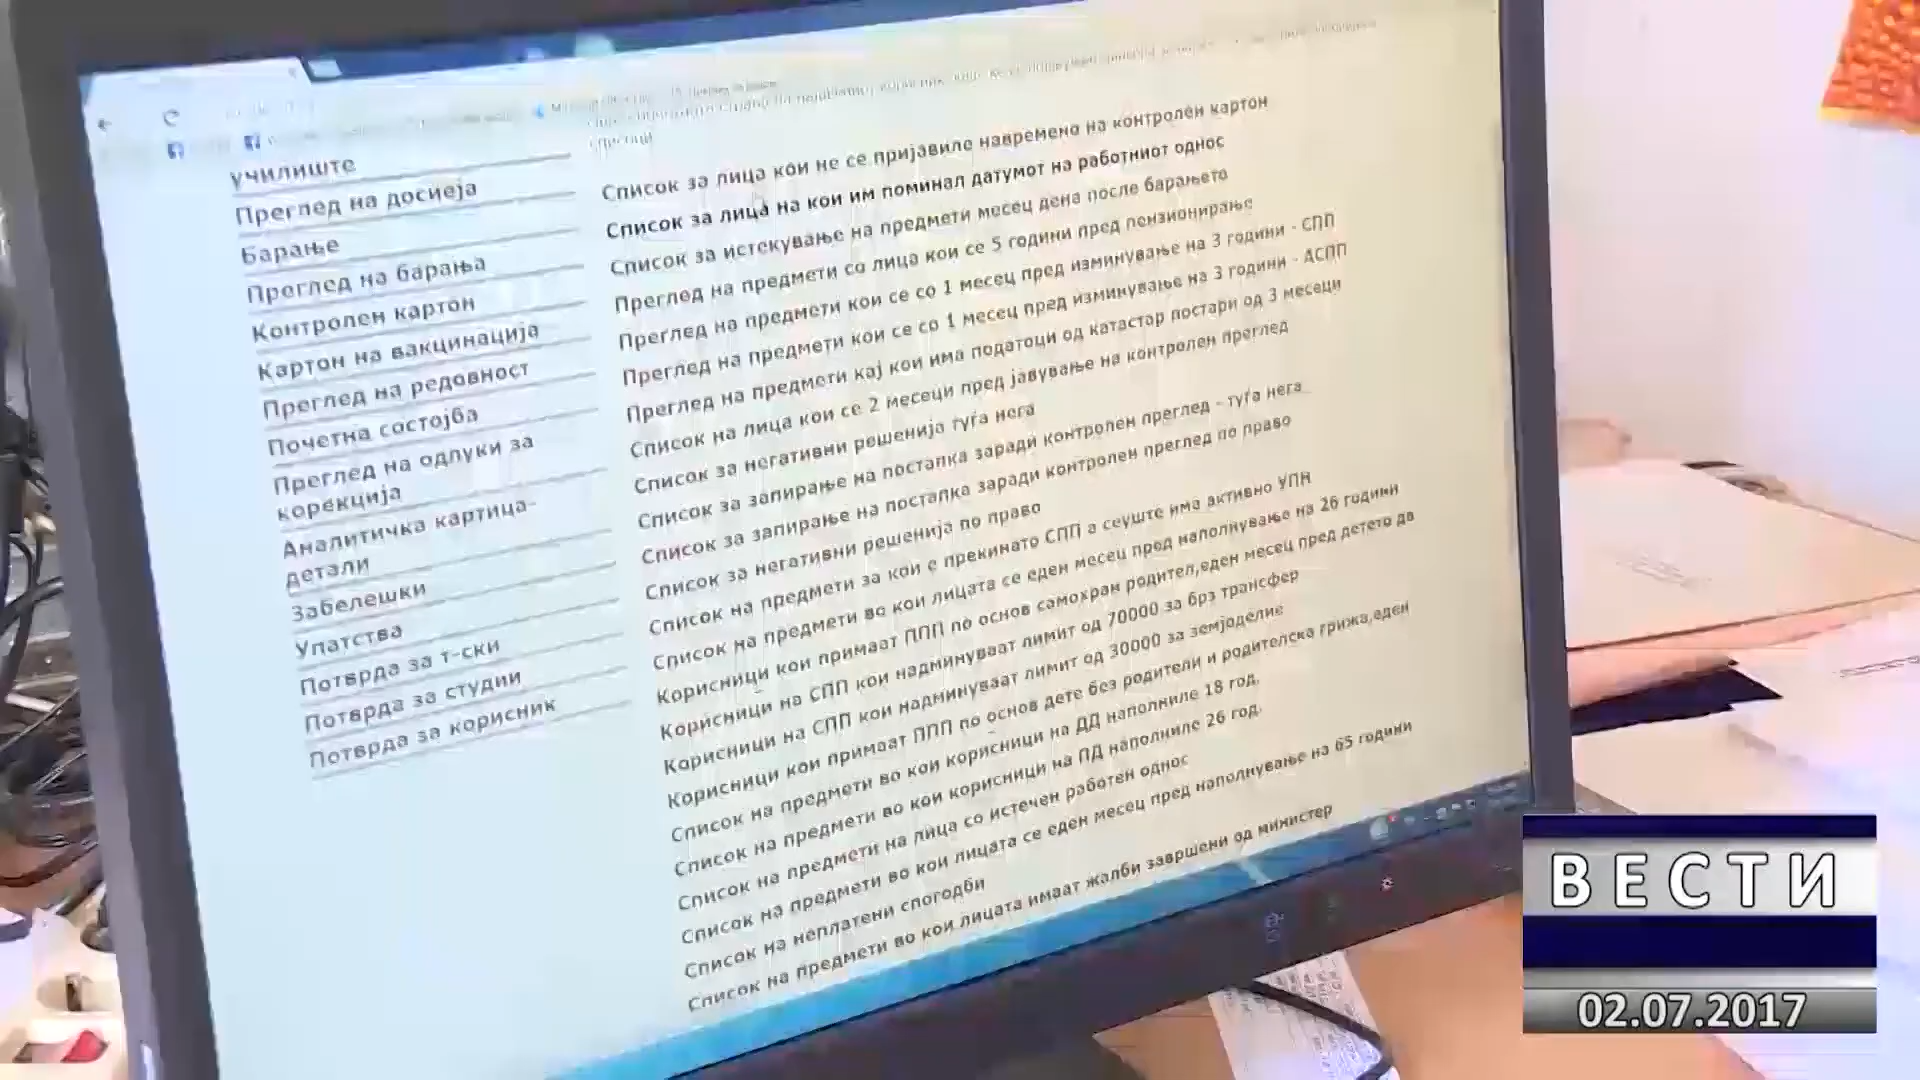 училиште
Преглед на досиеја
Барање
Преглед на барања
Контролен картон
Картон на вакцинација
Преглед на редовност
Почетна состојба
Преглед на одлуки за
корекција
Аналитичка картица-
детали
Забелешки
Упатства
Потврда за т-ски
Потврда за студии
Потврда за корисник
Список за лица кои не се пријавиле навремено на контролен картон
Список за лица на кои им поминал датумот на работниот однос
Список за истекување на предмети месец дена после барањето
Преглед на предмети со лица кои се 5 години пред пензионирање
Преглед на предмети кои се со 1 месец пред изминување на 3 години - СПП
Преглед на предмети кои се со 1 месец пред изминување на 3 години - АСПП
Преглед на предмети кај кои има податоци од катастар постари од 3 месеци
Список на лица кои се 2 месеци пред јавување на контролен преглед
Список за негативни решенија туѓа нега
Список за запирање на постапка заради контролен преглед - туѓа нега
Список за запирање на постапка заради контролен преглед по право
Список за негативни решенија по право
Список на предмети за кои е прекинато СПП а сеуште има активно УПН
Список на предмети во кои лицата се еден месец пред наполнување на 26 години
Корисници кои примаат ППП по основ самохран родител,еден месец пред детето да
Корисници на СПП кои надминуваат лимит од 70000 за брз трансфер
Корисници на СПП кои надминуваат лимит од 30000 за земјоделие
Корисници кои примаат ППП по основ дете без родители и родителска грижа,еден
Список на предмети во кои корисници на ДД наполниле 18 год.
Список на предмети во кои корисници на ПД наполниле 26 год.
Список на предмети на лица со истечен работен однос
Список на предмети во кои лицата се еден месец пред наполнување на 65 години
Список на неплатени спогодби
Список на предмети во кои лицата имаат жалби завршени од министер
ВЕСТИ
02.07.2017